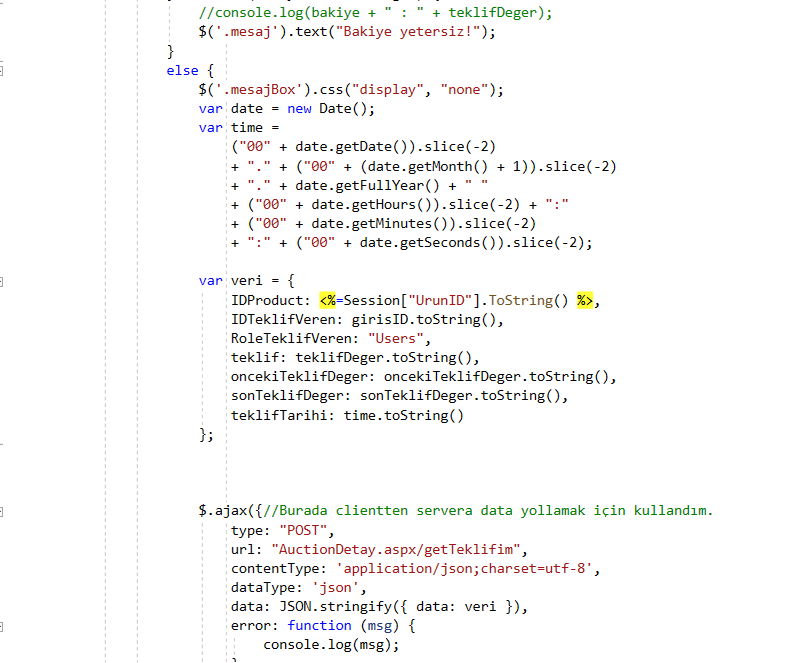 //console.log(bakiye + " : " + teklifDeger);
$('.mesaj').text("Bakiye yetersiz!");
}
else {
$('.mesajBox').css("display", "none");
var date = new Date();
var time =
("00" + date.getDate()).slice(-2)
+ "." + ("00" + (date.getMonth() + 1)).slice(-2)
+ "." + date.getFullYear() + " "
+ ("00" + date.getHours()).slice(-2) + ":"
+ ("00" + date.getMinutes()).slice(-2)
+ ":" + ("00" + date.getSeconds()).slice(-2);
var veri = {
IDProduct: <%=Session["UrunID"].ToString() %>,
IDTeklifVeren: girisID.toString(),
RoleTeklifVeren: "Users",
teklif: teklifDeger.toString(),
oncekiTeklifDeger: oncekiTeklifDeger.toString(),
sonTeklifDeger: sonTeklifDeger.toString(),
teklifTarihi: time.toString()
};
$.ajax({//Burada clientten servera data yollamak için kullandım.
type: "POST",
url: "AuctionDetay.aspx/getTeklifim",
contentType: 'application/json;charset=utf-8',
dataType: 'json',
data: JSON.stringify({ data: veri }),
error: function (msg) {
console.log(msg);